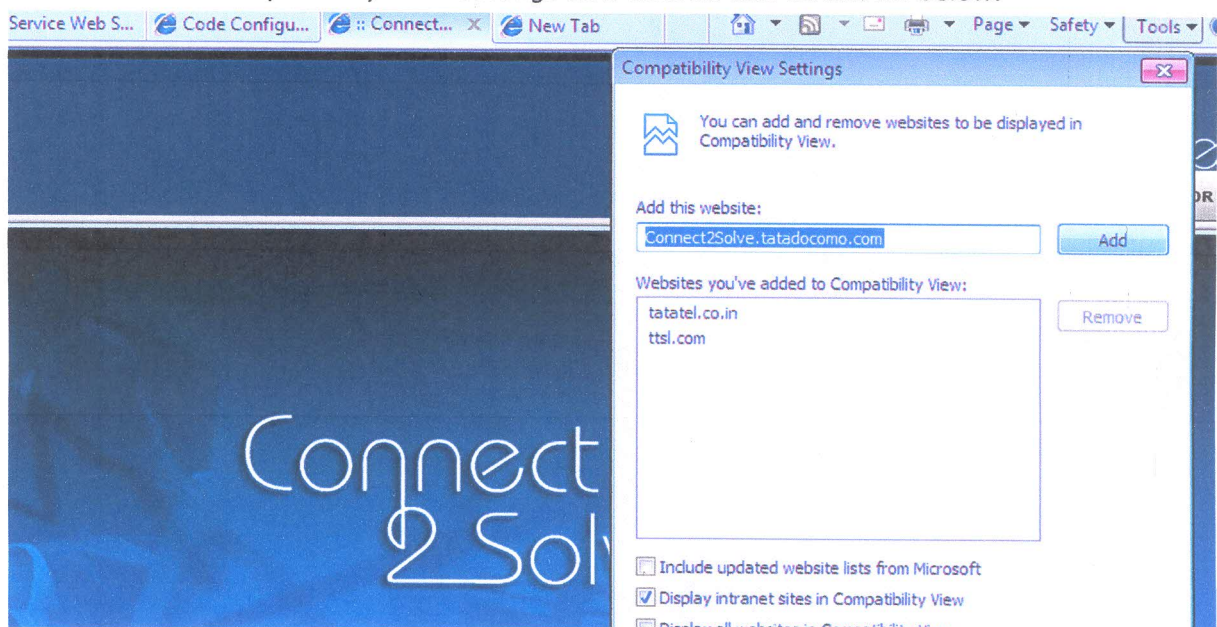 Service Web S...
Code Configu...
:: Connect...
X
New Tab
Page
Safety
Tools
Compatibility View Settings
You can add and remove websites to be displayed in
Compatibility View.
OR
Add this website:
Connect2Solve.tatadocomo.com
Add
Websites you've added to Compatibility View:
tatatel.co.in
Remove
ttsl.com
Connect
2 Solv
Include updated website lists from Microsoft
Display intranet sites in Compatibility View